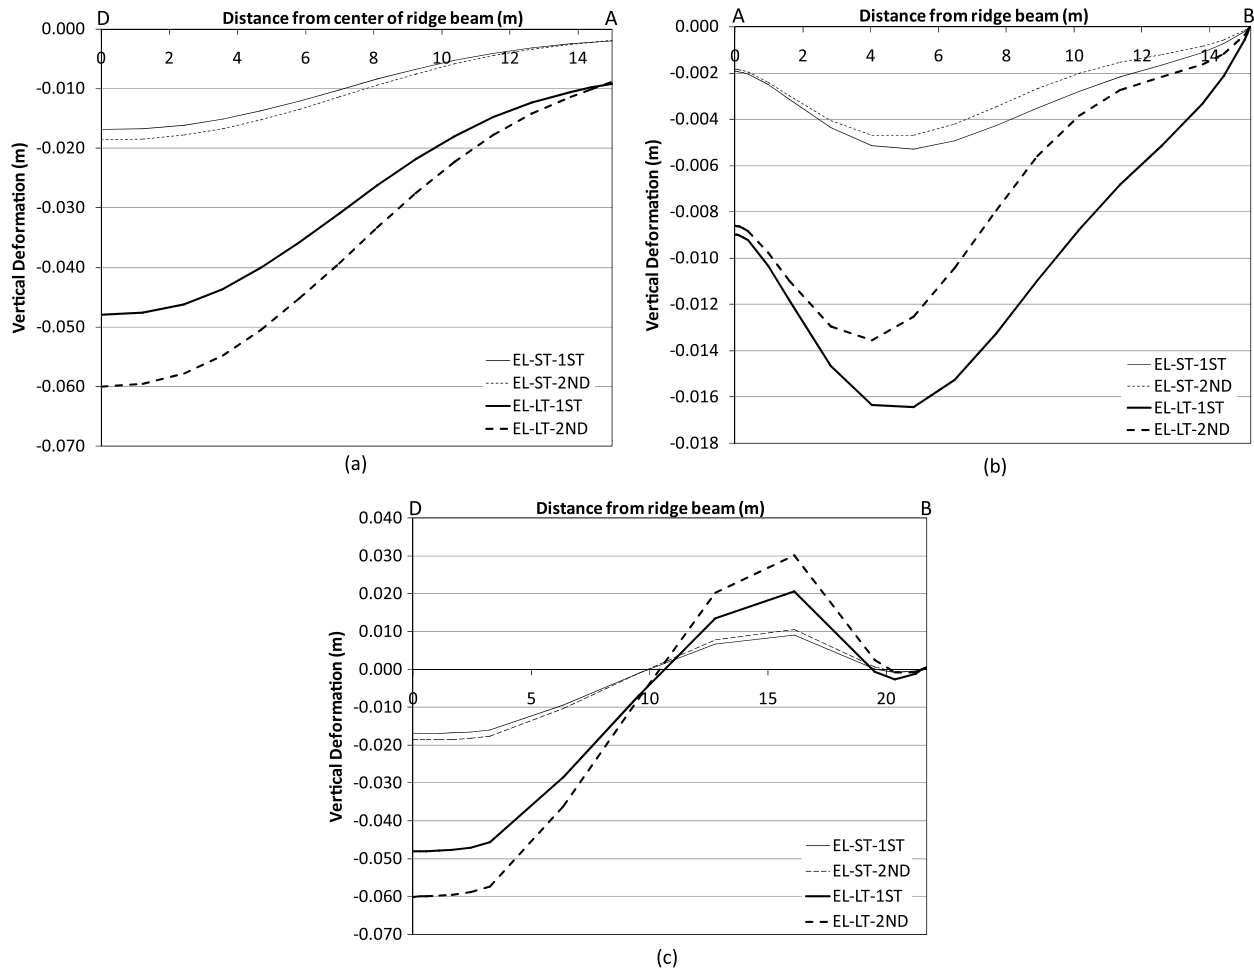 D Distance from center of ridge beam (m) A
0.000
0 2 4 6 8 10 12 14
-0.010
-0.020
-0.030
-0.040
-0.050
-0.060
-0.070
Vertical Deformation (m)
EL-ST-1ST
EL-ST-2ND
EL-LT-1ST
EL-LT-2ND
(a)
A Distance from ridge beam (m) B
0.000
0 2 4 6 8 10 12 14
-0.002
-0.004
-0.006
-0.008
-0.010
-0.012
-0.014
-0.016
-0.018
Vertical Deformation (m)
EL-ST-1ST
EL-ST-2ND
EL-LT-1ST
EL-LT-2ND
(b)
D Distance from ridge beam (m) B
0.040
0.030
0.020
0.010
0.000
0 5 10 15 20
-0.010
-0.020
-0.030
-0.040
-0.050
-0.060
-0.070
Vertical Deformation (m)
EL-ST-1ST
EL-ST-2ND
EL-LT-1ST
EL-LT-2ND
(c)